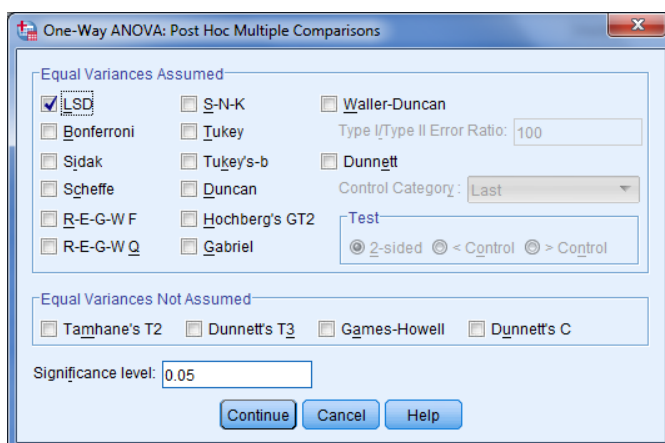 One-Way ANOVA: Post Hoc Multiple Comparisons
Equal Variances Assumed
LSD
S-N-K
Waller-Duncan
Bonferroni
Tukey
Type I/Type II Error Ratio: 100
Sidak
Tukey's-b
Dunnett
Scheffe
Duncan
Control Category: Last
R-E-G-W F
Hochberg's GT2
Test
R-E-G-W Q
Gabriel
2-sided < Control > Control
Equal Variances Not Assumed
Tamhane's T2
Dunnett's T3
Games-Howell
Dunnett's C
Significance level: 0.05
Continue
Cancel
Help